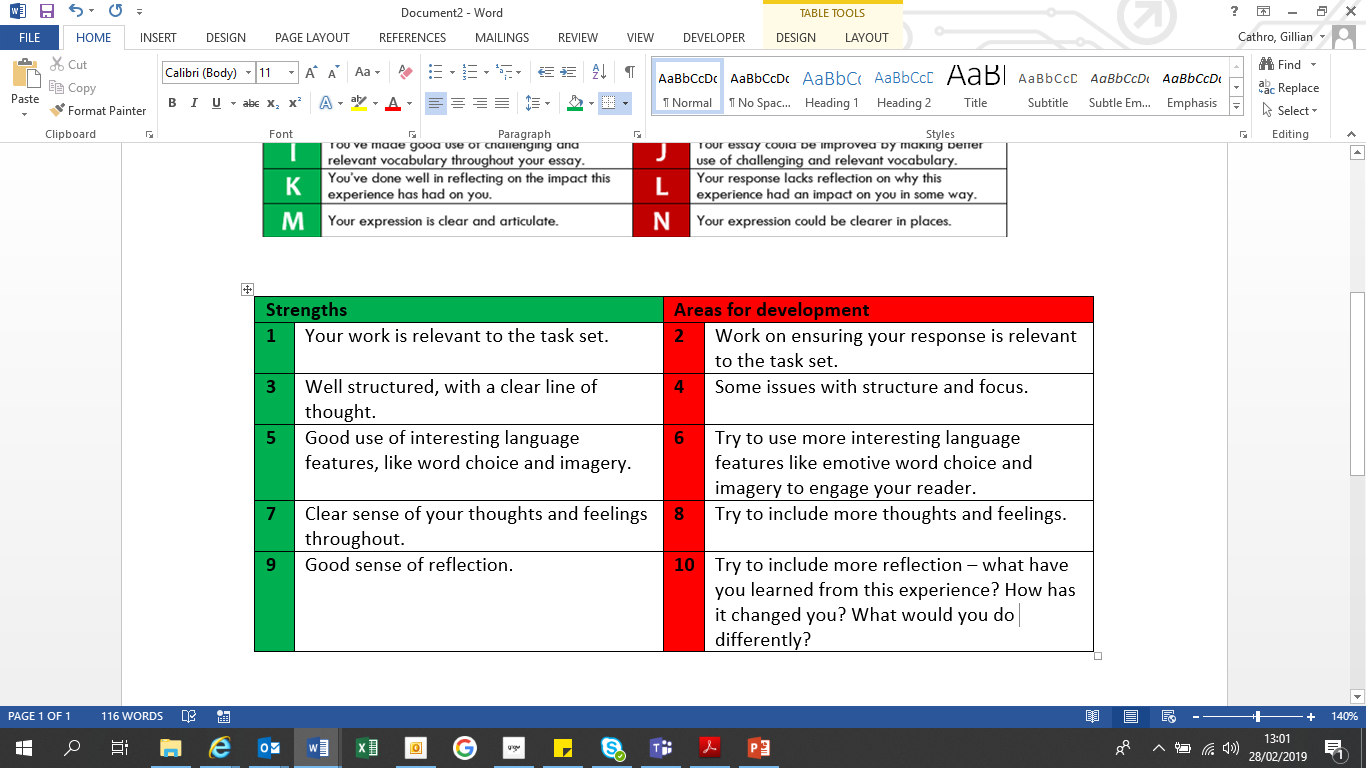 Document2 - Word
TABLE TOOLS
FILE HOME INSERT DESIGN PAGE LAYOUT REFERENCES MAILINGS REVIEW VIEW DEVELOPER DESIGN LAYOUT
Cathro, Gillian
Paste
Cut
Copy
Format Painter
Calibri (Body) 11
AaBbCcDc AaBbCcDc AaBbCc AaBbCcD AaB AaBbCcD AaBbCcDc AaBbCcDc
¶ Normal ¶ No Spac... Heading 1 Heading 2 Title Subtitle Subtle Em... Emphasis
Find
Replace
Select
Clipboard Font Paragraph Styles Editing
I You've made good use of challenging and
relevant vocabulary throughout your essay.
J Your essay could be improved by making better
use of challenging and relevant vocabulary.
K You've done well in reflecting on the impact this
experience has had on you.
L Your response lacks reflection on why this
experience had an impact on you in some way.
M Your expression is clear and articulate.
N Your expression could be clearer in places.
Strengths
Areas for development
1 Your work is relevant to the task set.
2 Work on ensuring your response is relevant
to the task set.
3 Well structured, with a clear line of
thought.
4 Some issues with structure and focus.
5 Good use of interesting language
features, like word choice and imagery.
6 Try to use more interesting language
features like emotive word choice and
imagery to engage your reader.
7 Clear sense of your thoughts and feelings
throughout.
8 Try to include more thoughts and feelings.
9 Good sense of reflection.
10 Try to include more reflection – what have
you learned from this experience? How has
it changed you? What would you do
differently?
PAGE 1 OF 1 116 WORDS
140%
13:01
28/02/2019